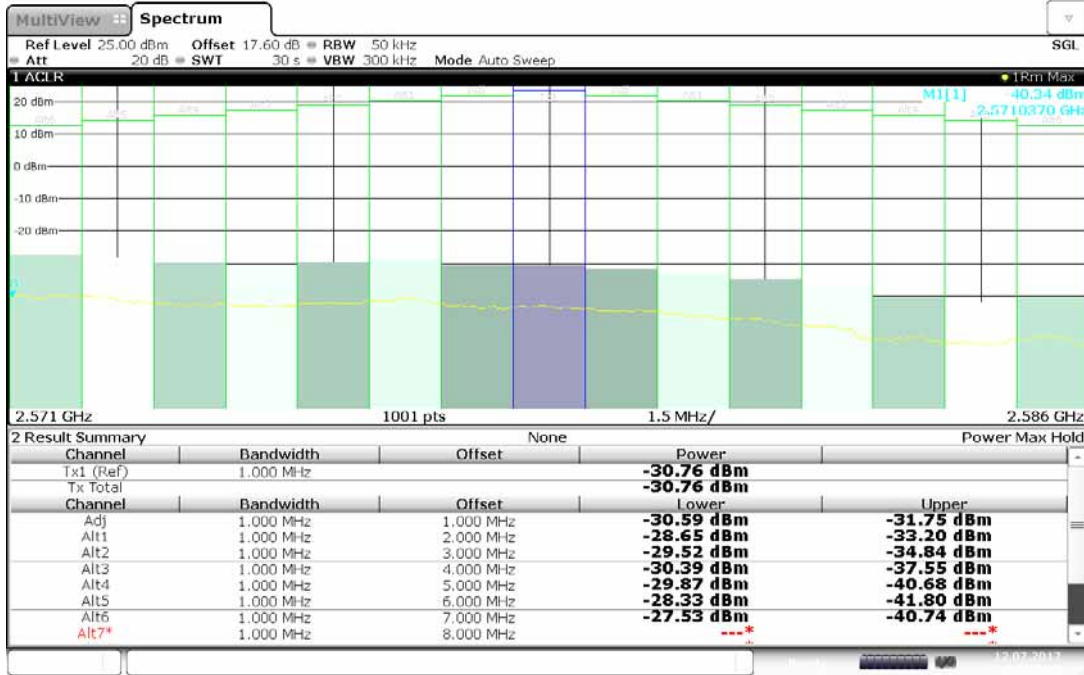 MultiView Spectrum
Ref Level 25.00 dBm Offset 17.60 dB RBW 50 kHz SGL
Att 20 dB SWT 30 s VBW 300 kHz Mode Auto Sweep
1 ACLR 1Rm Max
M1[1] 40.34 dBm
2.5710370 GHz
20 dBm
10 dBm
0 dBm
-10 dBm
-20 dBm
2.571 GHz 1001 pts 1.5 MHz/ 2.586 GHz
2 Result Summary None Power Max Hold
Channel Bandwidth Offset Power
Tx1 (Ref) 1.000 MHz -30.76 dBm
Tx Total -30.76 dBm
Channel Bandwidth Offset Lower Upper
Adj 1.000 MHz 1.000 MHz -30.59 dBm -31.75 dBm
Alt1 1.000 MHz 2.000 MHz -28.65 dBm -33.20 dBm
Alt2 1.000 MHz 3.000 MHz -29.52 dBm -34.84 dBm
Alt3 1.000 MHz 4.000 MHz -30.39 dBm -37.55 dBm
Alt4 1.000 MHz 5.000 MHz -29.87 dBm -40.68 dBm
Alt5 1.000 MHz 6.000 MHz -28.33 dBm -41.80 dBm
Alt6 1.000 MHz 7.000 MHz -27.53 dBm -40.74 dBm
Alt7* 1.000 MHz 8.000 MHz ---* ---*